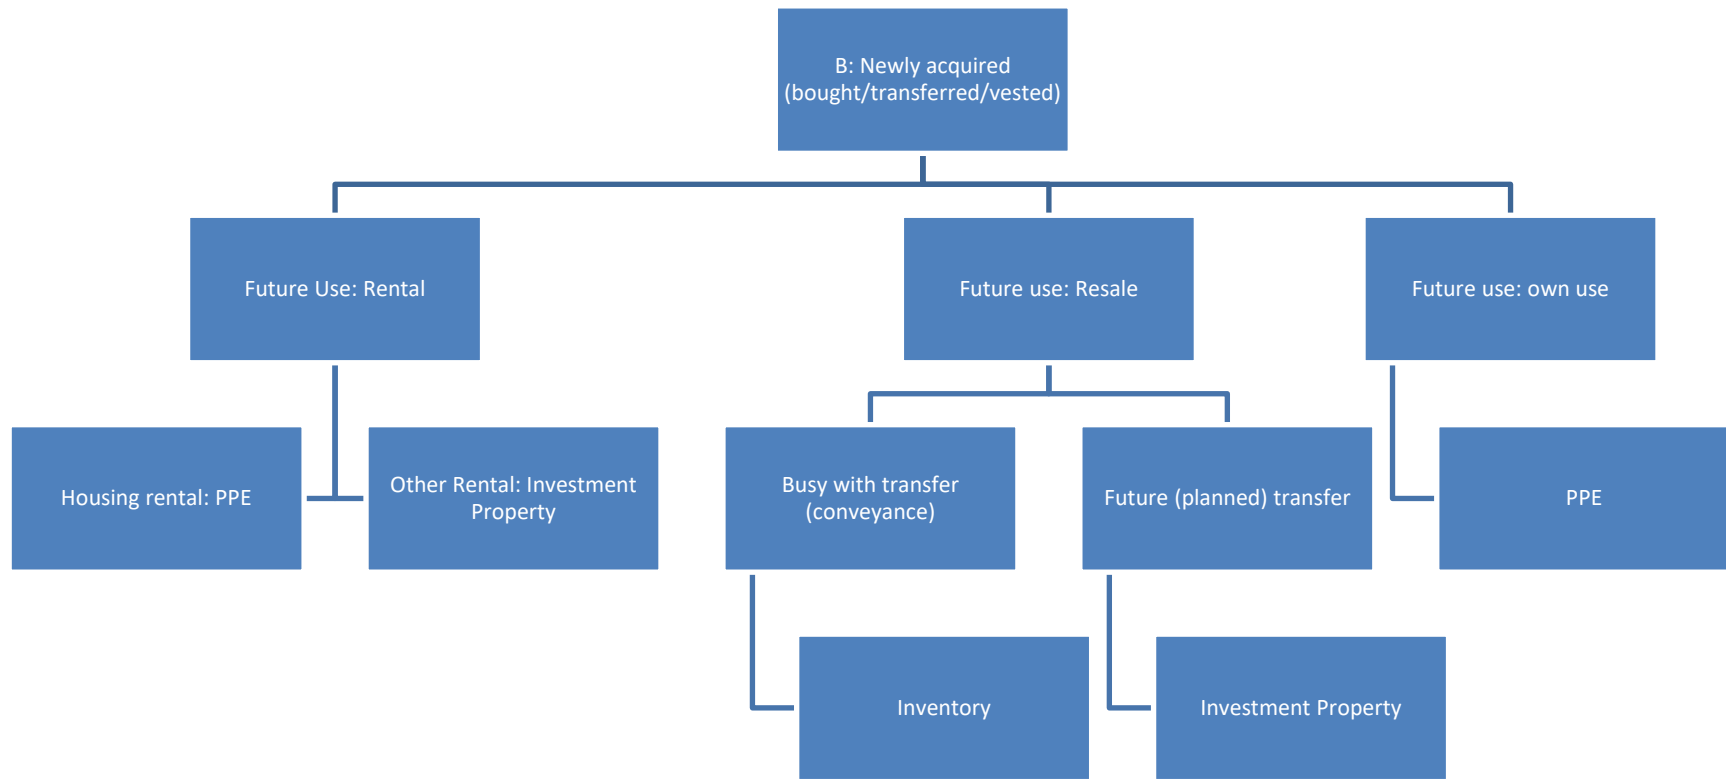 B: Newly acquired
(bought/transferred/vested)
Future Use: Rental
Future use: Resale
Future use: own use
Housing rental: PPE
Other Rental: Investment
Property
Busy with transfer
(conveyance)
Future (planned) transfer
PPE
Inventory
Investment Property